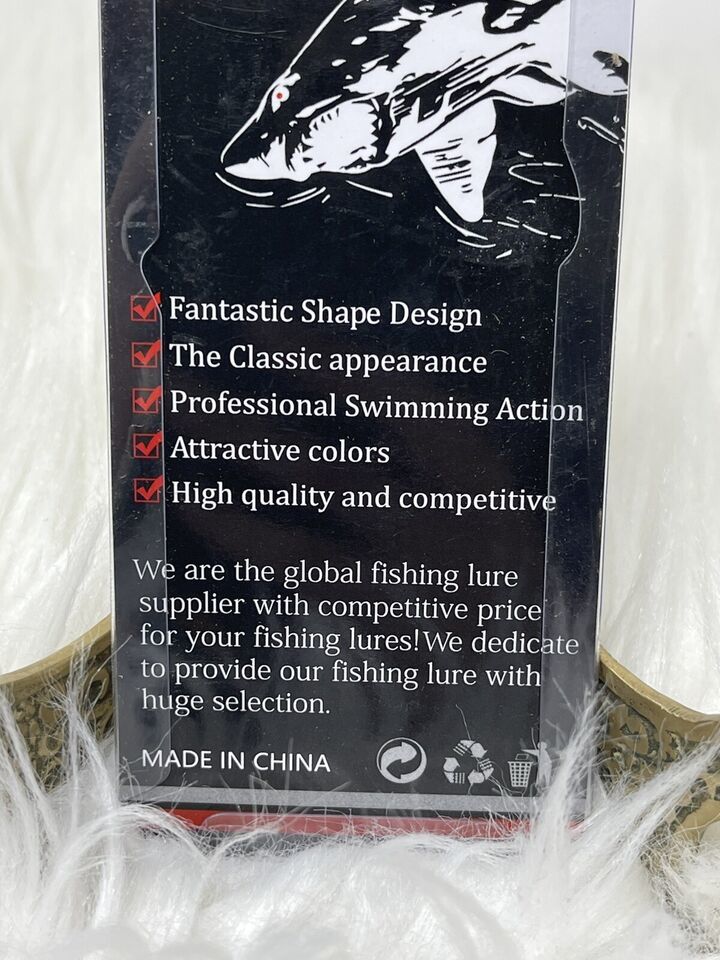 Fantastic Shape Design
The Classic appearance
Professional Swimming Action
Attractive colors
High quality and competitive
We are the global fishing lure
supplier with competitive price
for your fishing lures!We dedicate
to provide our fishing lure with
huge selection.
MADE IN CHINA